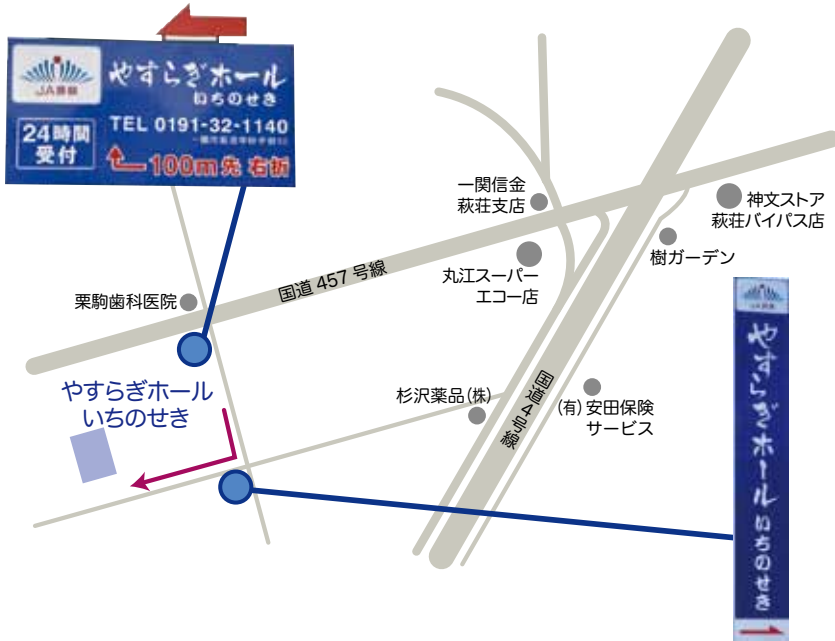 JA葬祭
やすらぎホール
いちのせき
TEL 0191-32-1140
24時間
受付
100m先 右折
一関信金
萩荘支店
神文ストア
萩荘バイパス店
樹ガーデン
丸江スーパー
エコー店
国道 457 号線
栗駒歯科医院
やすらぎホール
いちのせき
杉沢薬品(株)
国道4号線
(有)安田保険
サービス
やすらぎホールいちのせき